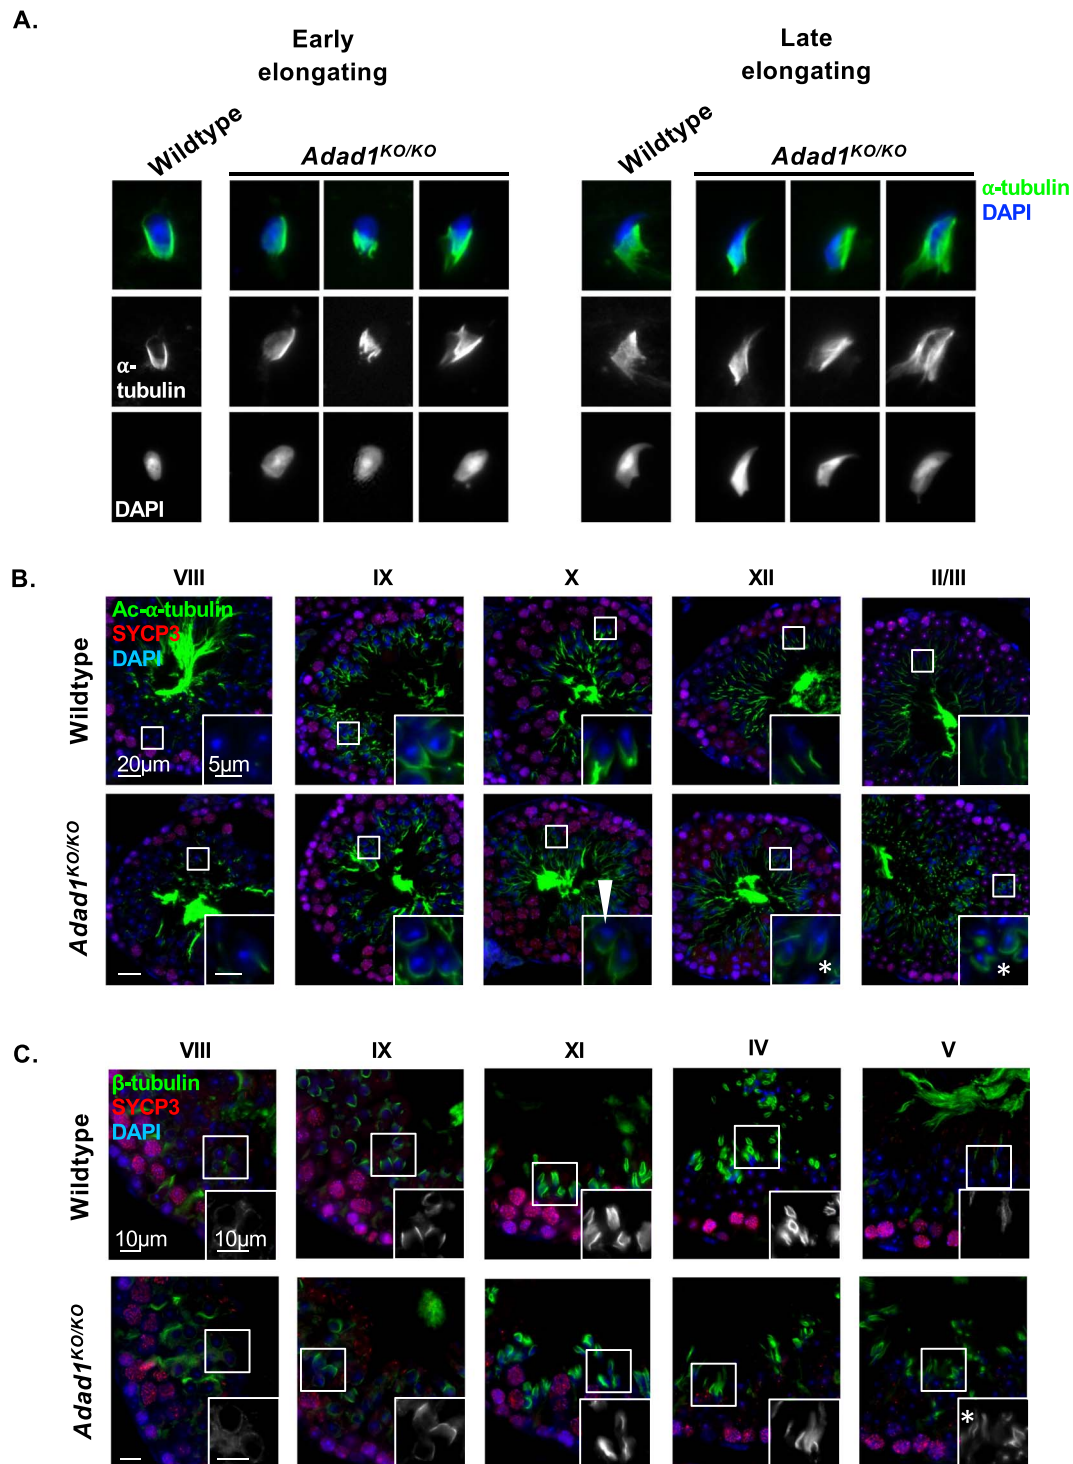 A.
Early
elongating
Late
elongating
Wildtype
Adad1KO/KO
Wildtype
Adad1KO/KO
α-tubulin
DAPI
α-
tubulin
DAPI
B.
VIII
IX
X
XII
II/III
Wildtype
Ac-α-tubulin
SYCP3
DAPI
20µm
5µm
Adad1KO/KO
*
*
C.
VIII
IX
XI
IV
V
Wildtype
β-tubulin
SYCP3
DAPI
10µm
10µm
Adad1KO/KO
*